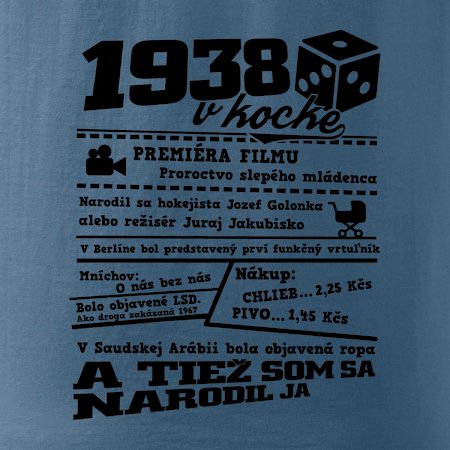 1938
v kocke
PREMIÉRA FILMU
Proroctvo slepého mládenca
Narodil sa hokejista Jozef Golonka
alebo režisér Juraj Jakubisko
V Berlíne bol predstavený prví funkčný vrtuľník
Mníchov:
O nás bez nás
Bolo objavené LSD.
Ako droga zakázaná 1967
Nákup:
CHLIEB... 2,25 Kčs
PIVO... 1,45 Kčs
V Saudskej Arábii bola objavená ropa
A TIEŽ SOM SA
NARODIL JA